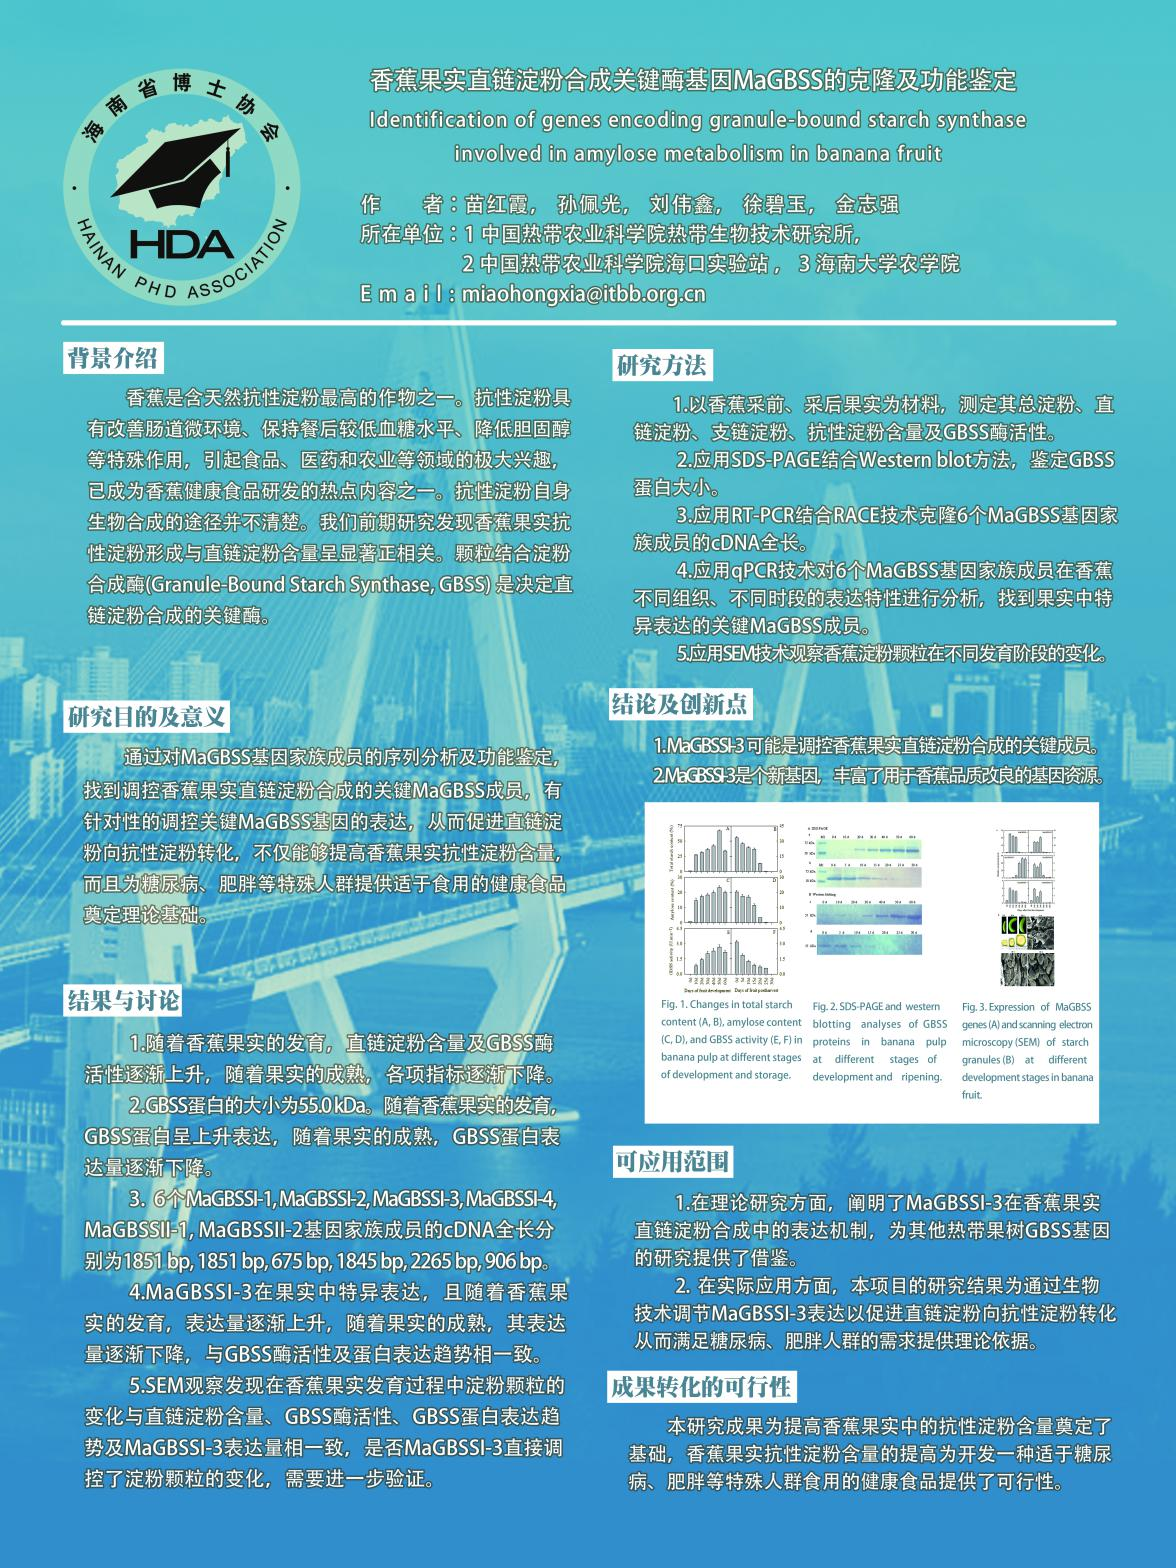 海南省博士协会
HDA
HAINAN PHD ASSOCIATION
香蕉果实直链淀粉合成关键酶基因MaGBSS的克隆及功能鉴定
Identification of genes encoding granule-bound starch synthase
involved in amylose metabolism in banana fruit
作 者：苗红霞， 孙佩光， 刘伟鑫， 徐碧玉， 金志强
所在单位：1 中国热带农业科学院热带生物技术研究所，
2 中国热带农业科学院海口实验站， 3 海南大学农学院
E m a i l : miaohongxia@itbb.org.cn
背景介绍
香蕉是含天然抗性淀粉最高的作物之一。抗性淀粉具
有改善肠道微环境、保持餐后较低血糖水平、降低胆固醇
等特殊作用，引起食品、医药和农业等领域的极大兴趣，
已成为香蕉健康食品研发的热点内容之一。抗性淀粉自身
生物合成的途径并不清楚。我们前期研究发现香蕉果实抗
性淀粉形成与直链淀粉含量呈显著正相关。颗粒结合淀粉
合成酶(Granule-Bound Starch Synthase, GBSS) 是决定直
链淀粉合成的关键酶。
研究目的及意义
通过对MaGBSS基因家族成员的序列分析及功能鉴定，
找到调控香蕉果实直链淀粉合成的关键MaGBSS成员，有
针对性的调控关键MaGBSS基因的表达，从而促进直链淀
粉向抗性淀粉转化，不仅能够提高香蕉果实抗性淀粉含量，
而且为糖尿病、肥胖等特殊人群提供适于食用的健康食品
奠定理论基础。
结果与讨论
1.随着香蕉果实的发育，直链淀粉含量及GBSS酶
活性逐渐上升，随着果实的成熟，各项指标逐渐下降。
2.GBSS蛋白的大小为55.0 kDa。随着香蕉果实的发育，
GBSS蛋白呈上升表达，随着果实的成熟，GBSS蛋白表
达量逐渐下降。
3. 6个MaGBSSI-1, MaGBSSI-2, MaGBSSI-3, MaGBSSI-4,
MaGBSSII-1, MaGBSSII-2基因家族成员的cDNA全长分
别为1851 bp, 1851 bp, 675 bp, 1845 bp, 2265 bp, 906 bp。
4.MaGBSSI-3在果实中特异表达，且随着香蕉果
实的发育，表达量逐渐上升，随着果实的成熟，其表达
量逐渐下降，与GBSS酶活性及蛋白表达趋势相一致。
5.SEM观察发现在香蕉果实发育过程中淀粉颗粒的
变化与直链淀粉含量、GBSS酶活性、GBSS蛋白表达趋
势及MaGBSSI-3表达量相一致，是否MaGBSSI-3直接调
控了淀粉颗粒的变化，需要进一步验证。
研究方法
1.以香蕉采前、采后果实为材料，测定其总淀粉、直
链淀粉、支链淀粉、抗性淀粉含量及GBSS酶活性。
2.应用SDS-PAGE结合Western blot方法，鉴定GBSS
蛋白大小。
3.应用RT-PCR结合RACE技术克隆6个MaGBSS基因家
族成员的cDNA全长。
4.应用qPCR技术对6个MaGBSS基因家族成员在香蕉
不同组织、不同时段的表达特性进行分析，找到果实中特
异表达的关键MaGBSS成员。
5.应用SEM技术观察香蕉淀粉颗粒在不同发育阶段的变化。
结论及创新点
1.MaGBSSI-3 可能是调控香蕉果实直链淀粉合成的关键成员。
2.MaGBSSI-3是个新基因，丰富了用于香蕉品质改良的基因资源。
Days of fruit development
Days of fruit postharvest
Fig. 1. Changes in total starch
content (A, B), amylose content
(C, D), and GBSS activity (E, F) in
banana pulp at different stages
of development and storage.
Fig. 2. SDS-PAGE and western
blotting analyses of GBSS
proteins in banana pulp
at different stages of
development and ripening.
Fig. 3. Expression of MaGBSS
genes (A) and scanning electron
microscopy (SEM) of starch
granules (B) at different
development stages in banana
fruit.
可应用范围
1.在理论研究方面，阐明了MaGBSSI-3在香蕉果实
直链淀粉合成中的表达机制，为其他热带果树GBSS基因
的研究提供了借鉴。
2. 在实际应用方面，本项目的研究结果为通过生物
技术调节MaGBSSI-3表达以促进直链淀粉向抗性淀粉转化
从而满足糖尿病、肥胖人群的需求提供理论依据。
成果转化的可行性
本研究成果为提高香蕉果实中的抗性淀粉含量奠定了
基础，香蕉果实抗性淀粉含量的提高为开发一种适于糖尿
病、肥胖等特殊人群食用的健康食品提供了可行性。